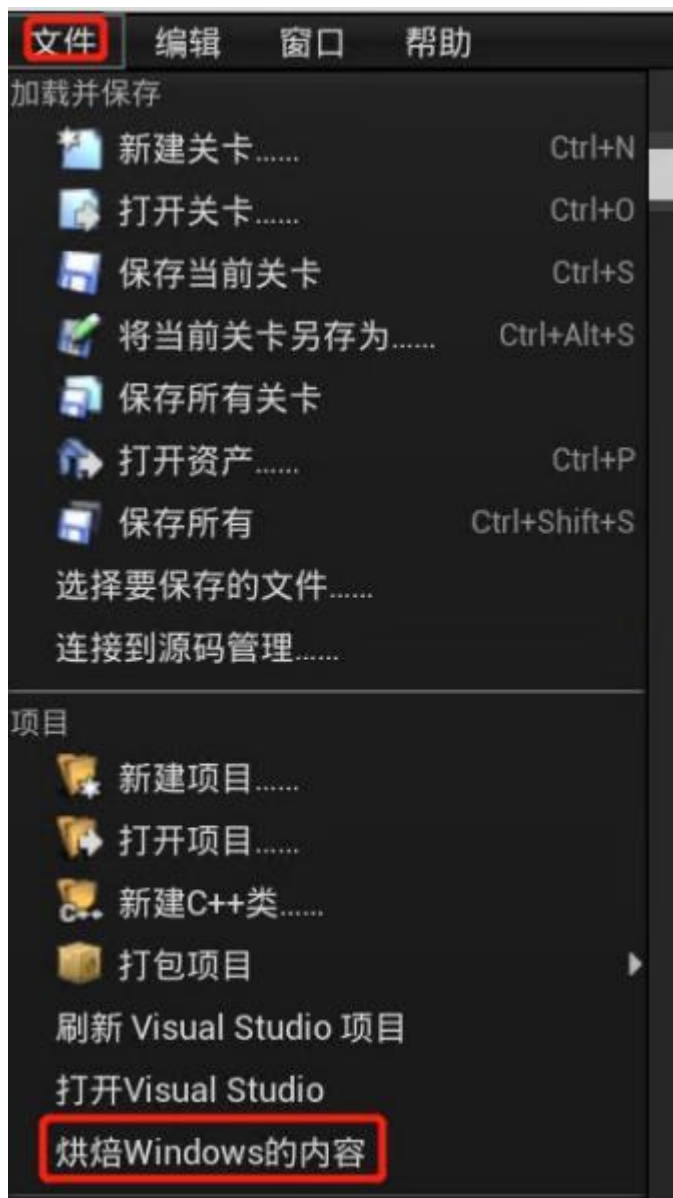 文件 编辑 窗口 帮助
加载并保存
新建关卡…… Ctrl+N
打开关卡…… Ctrl+O
保存当前关卡 Ctrl+S
将当前关卡另存为…… Ctrl+Alt+S
保存所有关卡
打开资产…… Ctrl+P
保存所有 Ctrl+Shift+S
选择要保存的文件……
连接到源码管理……
项目
新建项目……
打开项目……
C++ 新建C++类……
打包项目
刷新 Visual Studio 项目
打开Visual Studio
烘焙Windows的内容